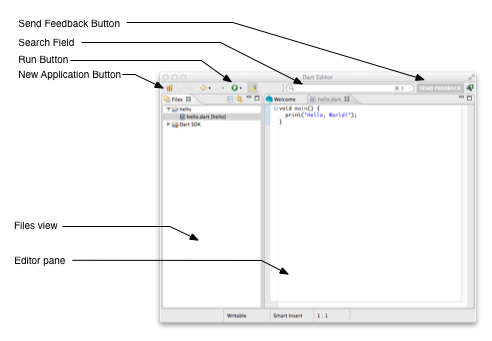 Send Feedback Button
Search Field
Run Button
New Application Button
Dart Editor
SEND FEEDBACK
Files
Welcome
hello.dart
hello
hello.dart [hello]
Dart SDK
void main() {
print("Hello, World!");
}
Files view
Editor pane
Writable
Smart Insert
1 : 1